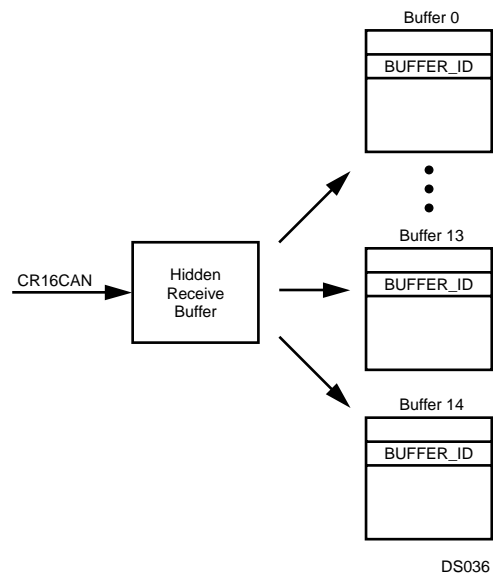 Buffer 0
BUFFER_ID
Buffer 13
BUFFER_ID
CR16CAN
Hidden
Receive
Buffer
Buffer 14
BUFFER_ID
DS036